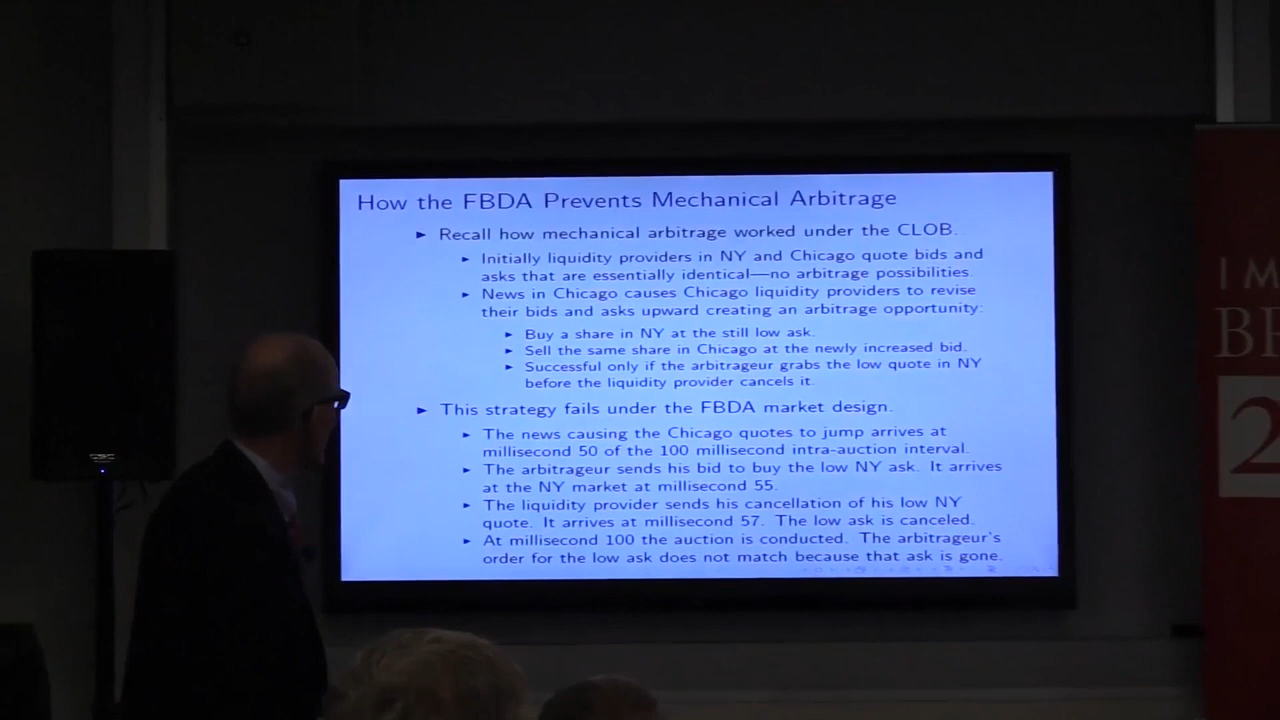 How the FBDA Prevents Mechanical Arbitrage
► Recall how mechanical arbitrage worked under the CLOB.
► Initially liquidity providers in NY and Chicago quote bids and
asks that are essentially identical—no arbitrage possibilities.
► News in Chicago causes Chicago liquidity providers to revise
their bids and asks upward creating an arbitrage opportunity:
► Buy a share in NY at the still low ask.
► Sell the same share in Chicago at the newly increased bid.
► Successful only if the arbitrageur grabs the low quote in NY
before the liquidity provider cancels it.
► This strategy fails under the FBDA market design.
► The news causing the Chicago quotes to jump arrives at
millisecond 50 of the 100 millisecond intra-auction interval.
► The arbitrageur sends his bid to buy the low NY ask. It arrives
at the NY market at millisecond 55.
► The liquidity provider sends his cancellation of his low NY
quote. It arrives at millisecond 57. The low ask is canceled.
► At millisecond 100 the auction is conducted. The arbitrageur's
order for the low ask does not match because that ask is gone.
I M
BE
2